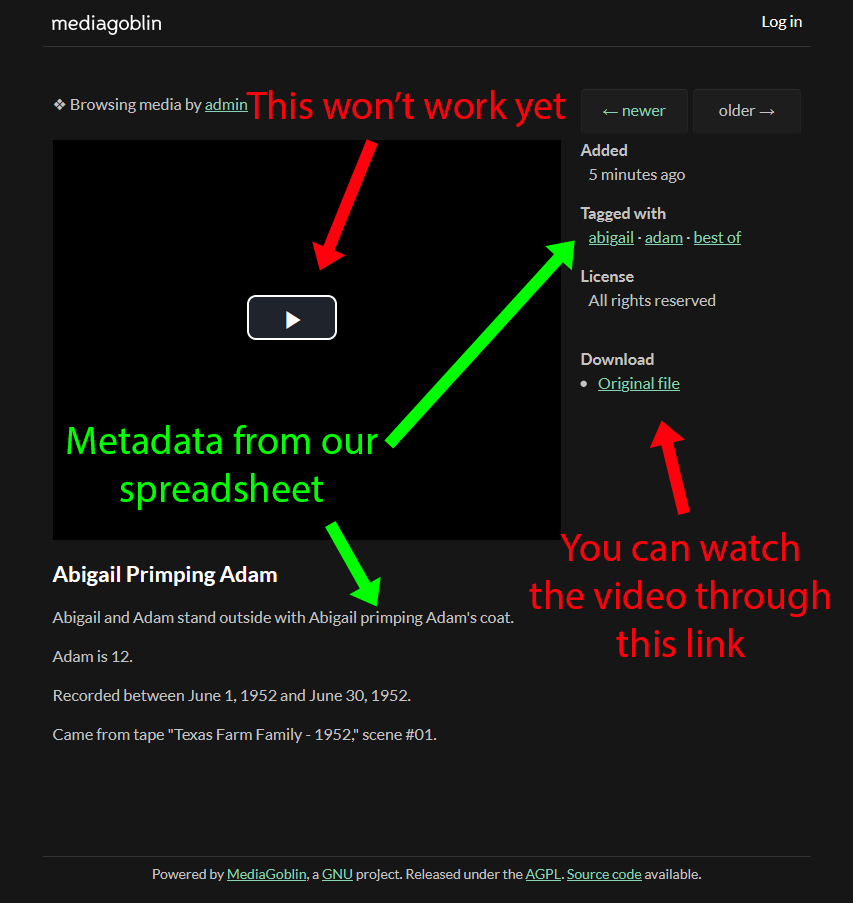 mediagoblin
Log in
❖ Browsing media by admin
This won't work yet
← newer
older →
Added
5 minutes ago
Tagged with
abigail · adam · best of
License
All rights reserved
Download
• Original file
Metadata from our
spreadsheet
You can watch
the video through
this link
Abigail Primping Adam
Abigail and Adam stand outside with Abigail primping Adam's coat.
Adam is 12.
Recorded between June 1, 1952 and June 30, 1952.
Came from tape "Texas Farm Family - 1952," scene #01.
Powered by MediaGoblin, a GNU project. Released under the AGPL. Source code available.